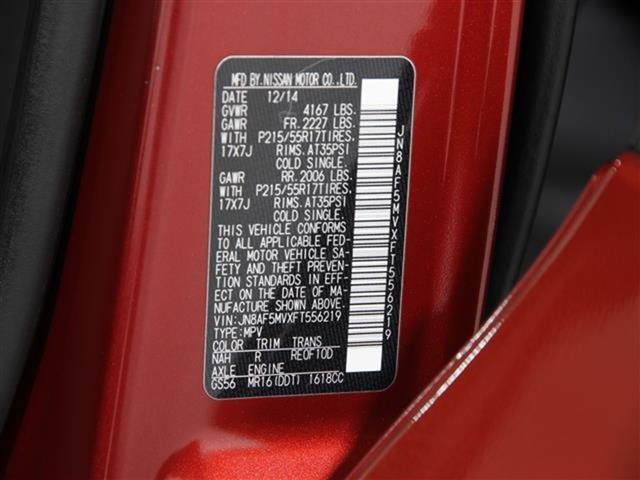 MFD BY.NISSAN MOTOR CO.,LTD.
DATE 12/14
GVWR 4167 LBS.
GAWR FR. 2227 LBS.
WITH P215/55R17TIRES.
17X7J RIMS. AT35PSI
COLD SINGLE.
GAWR RR. 2006 LBS.
WITH P215/55R17TIRES.
17X7J RIMS. AT35PSI
COLD SINGLE.
THIS VEHICLE CONFORMS
TO ALL APPLICABLE FED-
ERAL MOTOR VEHICLE SA-
FETY AND THEFT PREVEN-
TION STANDARDS IN EFF-
ECT ON THE DATE OF MA-
NUFACTURE SHOWN ABOVE.
VIN:JN8AF5MVXFT556219
TYPE:MPV
COLOR TRIM TRANS
NAH R RE0F10D
AXLE ENGINE
GS56 MR16(DDT) 1618CC
JN8AF5MVXFT556219